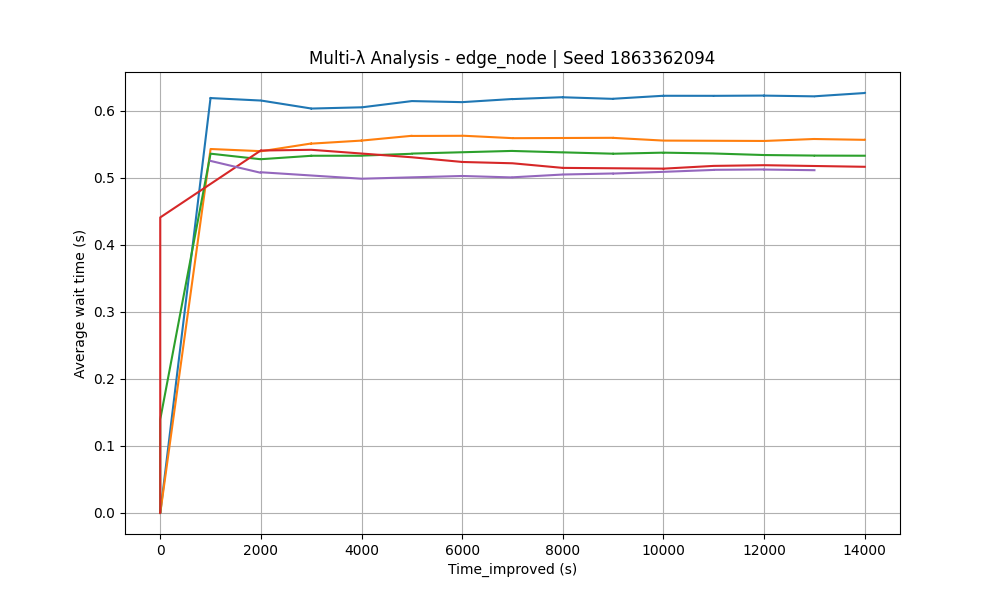 Multi-λ Analysis - edge_node | Seed 1863362094
Average wait time (s)
0.6
0.5
0.4
0.3
0.2
0.1
0.0
0 2000 4000 6000 8000 10000 12000 14000
Time_improved (s)